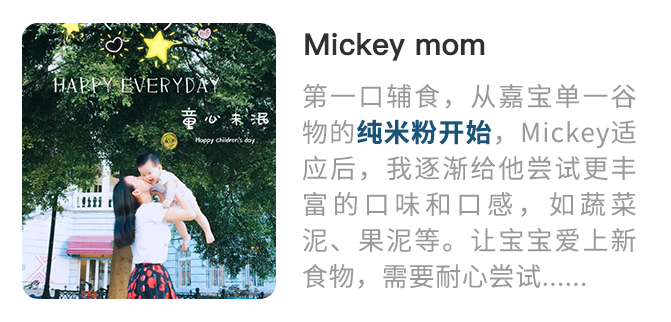 HAPPY EVERYDAY
童心未泯
Happy children's day
Mickey mom
第一口辅食，从嘉宝单一谷
物的纯米粉开始，Mickey适
应后，我逐渐给他尝试更丰
富的口味和口感，如蔬菜
泥、果泥等。让宝宝爱上新
食物，需要耐心尝试......